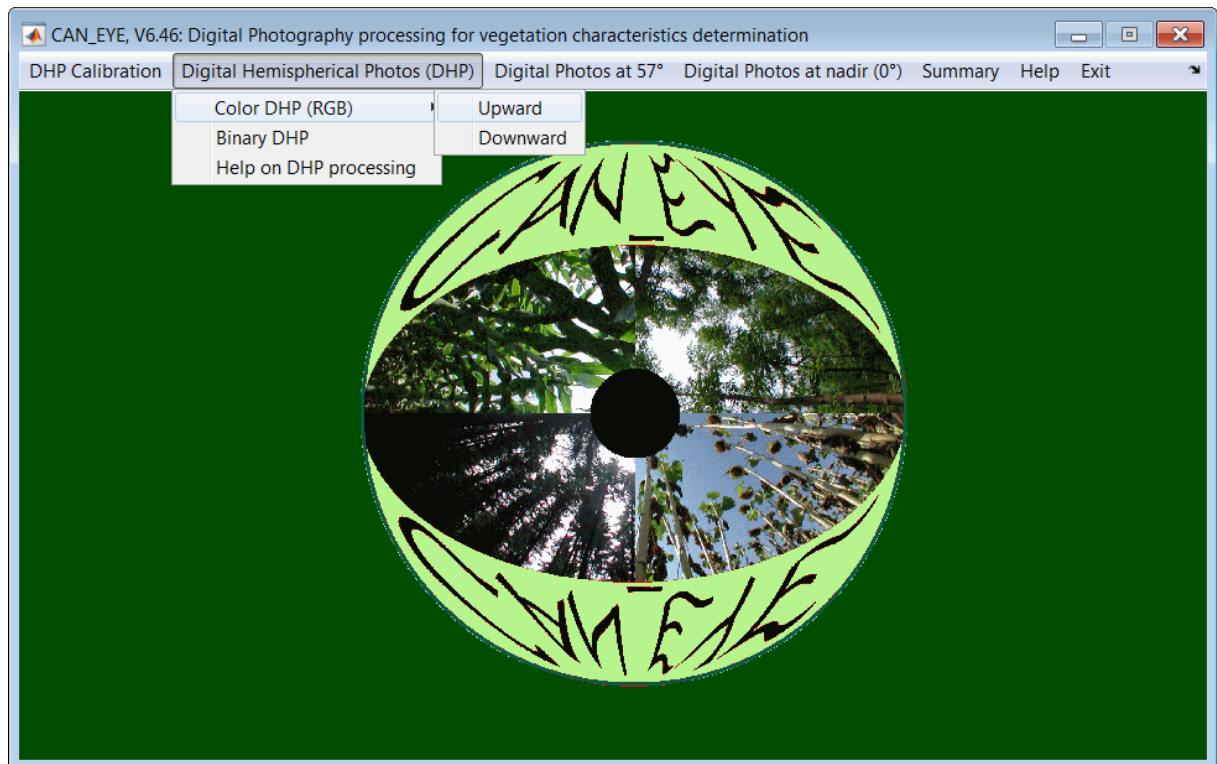 CAN_EYE, V6.46: Digital Photography processing for vegetation characteristics determination
DHP Calibration Digital Hemispherical Photos (DHP) Digital Photos at 57° Digital Photos at nadir (0°) Summary Help Exit
Color DHP (RGB) Upward
Binary DHP Downward
Help on DHP processing
CAN_EYE
CAN_EYE